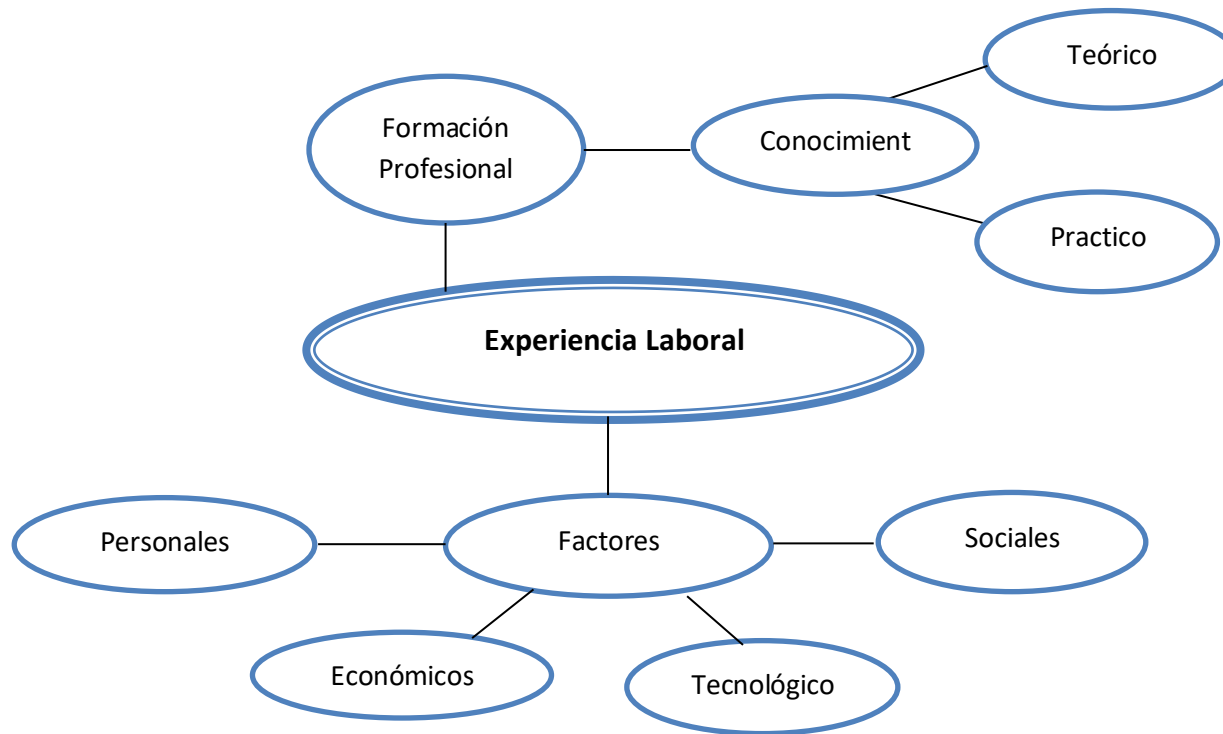 Teórico
Formación
Profesional
Conocimient
Practico
Experiencia Laboral
Personales
Factores
Sociales
Económicos
Tecnológico